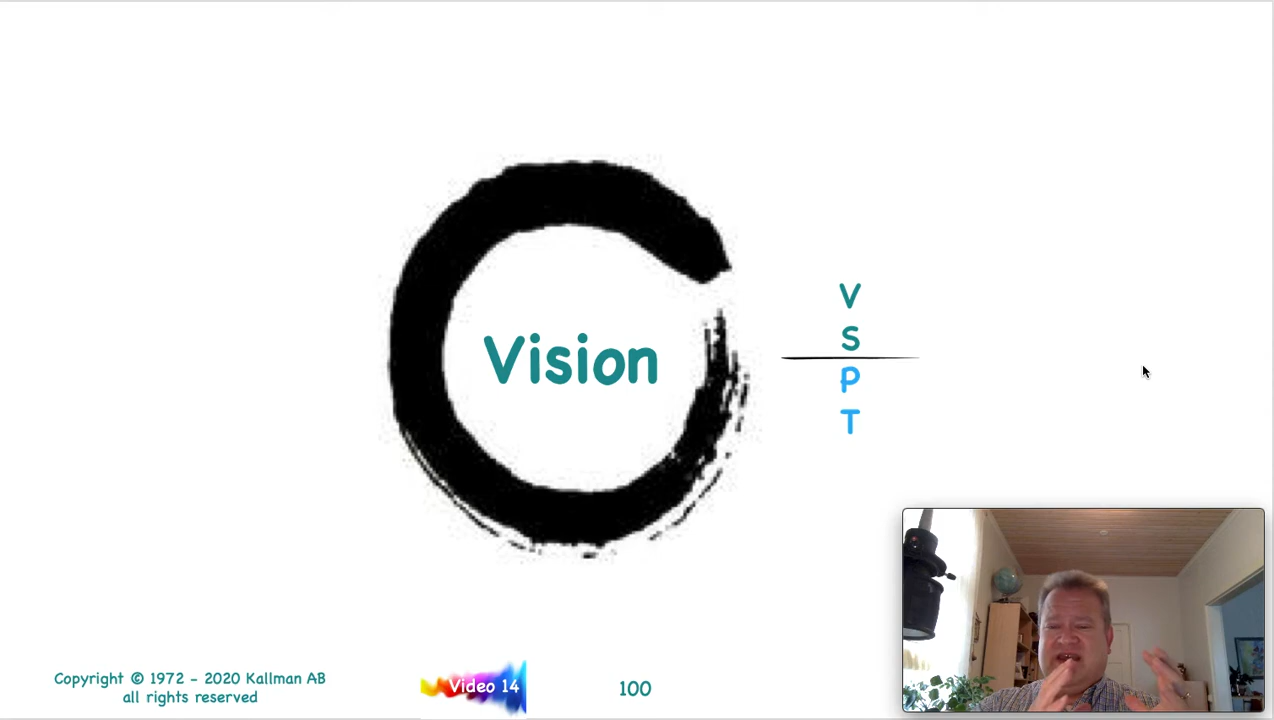 Vision
V
S
P
T
Copyright © 1972 - 2020 Kallman AB
all rights reserved
Video 14
100